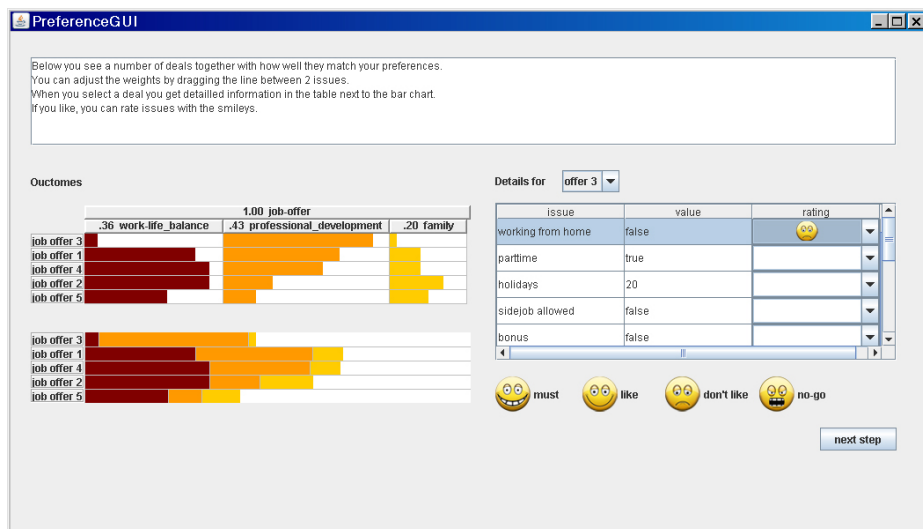 PreferenceGUI
Below you see a number of deals together with how well they match your preferences.
You can adjust the weights by dragging the line between 2 issues.
When you select a deal you get detailled information in the table next to the bar chart.
If you like, you can rate issues with the smileys.
Ouctomes
1.00 job-offer
.36 work-life_balance .43 professional_development .20 family
job offer 3
job offer 1
job offer 4
job offer 2
job offer 5
job offer 3
job offer 1
job offer 4
job offer 2
job offer 5
Details for offer 3
issue value rating
working from home false
parttime true
holidays 20
sidejob allowed false
bonus false
must like don't like no-go
next step